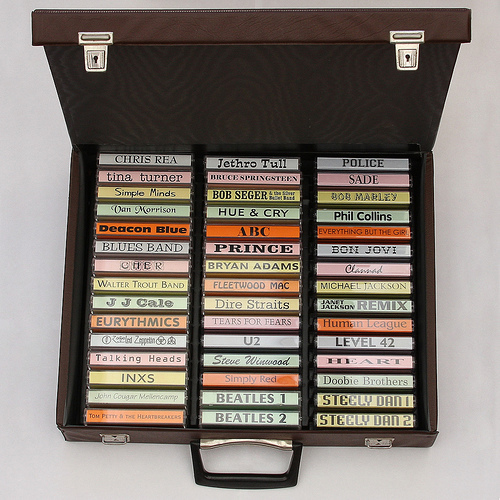 CHRIS REA
tina turner
Simple Minds
Van Morrison
Deacon Blue
BLUES BAND
CHER
WALTER TROUT BAND
J J Cale
EURYTHMICS
Led Zeppelin
Talking Heads
INXS
John Cougar Mellencamp
TOM PETTY & THE HEARTBREAKERS
Jethro Tull
BRUCE SPRINGSTEEN
BOB SEGER & the Silver Bullet Band
HUE & CRY
ABC
PRINCE
BRYAN ADAMS
FLEETWOOD MAC
Dire Straits
TEARS FOR FEARS
U2
Steve Winwood
Simply Red
BEATLES 1
BEATLES 2
POLICE
SADE
BOB MARLEY
Phil Collins
EVERYTHING BUT THE GIRL
BON JOVI
Clannad
MICHAEL JACKSON
JANET JACKSON REMIX
Human League
LEVEL 42
HEART
Doobie Brothers
STEELY DAN 1
STEELY DAN 2